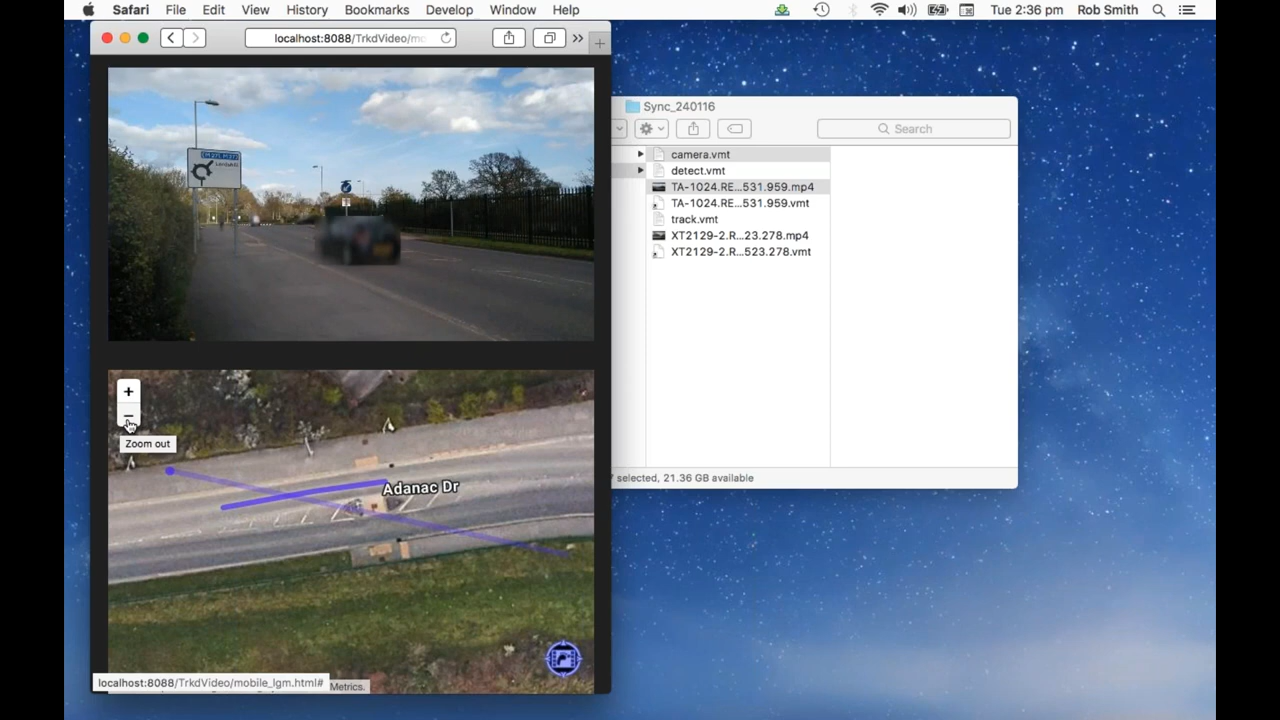 Safari File Edit View History Bookmarks Develop Window Help Tue 2:36 pm Rob Smith
localhost:8088/TrkdVideo/mo
Sync_240116
Search
camera.vmt
detect.vmt
TA-1024.RE...531.959.mp4
TA-1024.RE...531.959.vmt
track.vmt
XT2129-2.R...23.278.mp4
XT2129-2.R...523.278.vmt
selected, 21.36 GB available
+
−
Zoom out
Adanac Dr
localhost:8088/TrkdVideo/mobile_lgm.html#
Metrics.